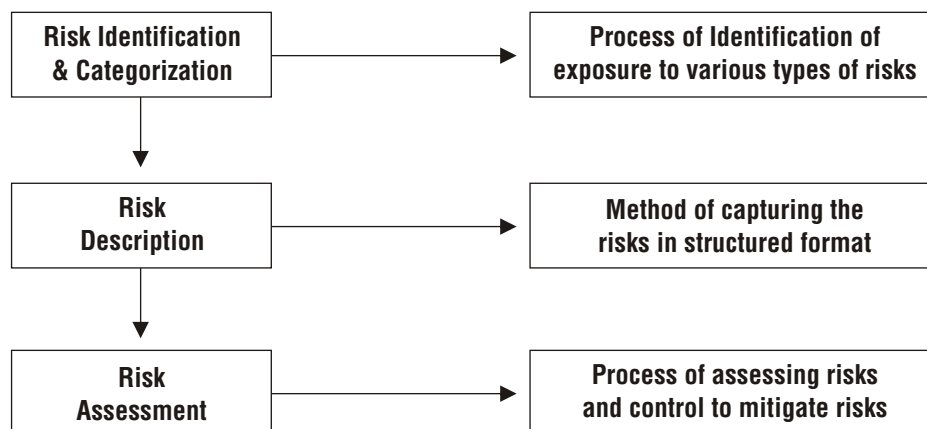 Risk Identification
& Categorization
Process of Identification of
exposure to various types of risks
Risk
Description
Method of capturing the
risks in structured format
Risk
Assessment
Process of assessing risks
and control to mitigate risks